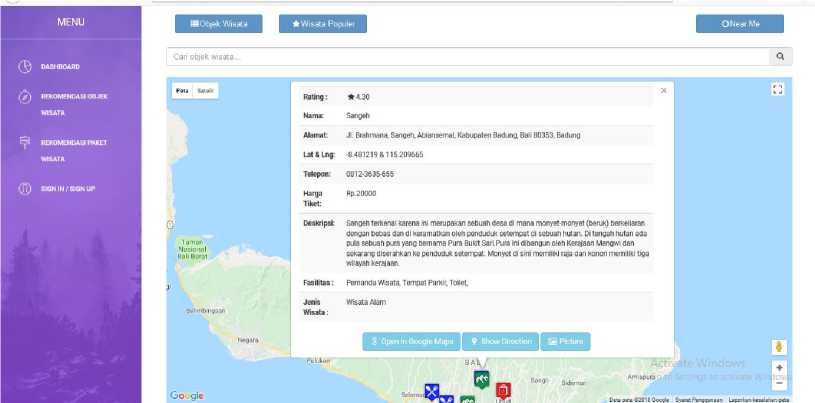 MENU
DASHBOARD
REKOMENDASI OBJEK
WISATA
REKOMENDASI PAKET
WISATA
SIGN IN / SIGN UP
Objek Wisata
Wisata Populer
Near Me
Cari objek wisata...
Peta Satelit
Rating : 4.30
Nama: Sangeh
Alamat: Jl. Brahmana, Sangeh, Abiansemal, Kabupaten Badung, Bali 80353, Badung
Lat & Lng: -8.481219 & 115.209665
Telepon: 0812-3635-655
Harga Rp.20000
Tiket:
Deskripsi: Sangeh terkenal karena ini merupakan sebuah desa di mana monyet-monyet (beruk) berkeliaran
dengan bebas dan di keramatkan oleh penduduk setempat di sebuah hutan. Di tengah hutan ada
pula sebuah pura yang bernama Pura Bukit Sari.Pura ini dibangun oleh Kerajaan Mengwi dan
sekarang diserahkan ke penduduk setempat. Monyet di sini memiliki raja dan konon memiliki tiga
wilayah kerajaan.
Fasilitas : Pemandu Wisata, Tempat Parkir, Toilet,
Jenis Wisata Alam
Wisata :
Open in Google Maps
Show Direction
Picture
Taman
Nasional
Bali Barat
Negara
Pulukan
BALI
Bangli
Sidemen
Amlapura
Activate Windows
Go to Settings to activate Windows
Google
Data peta ©2018 Google Syarat Penggunaan Laporkan kesalahan peta